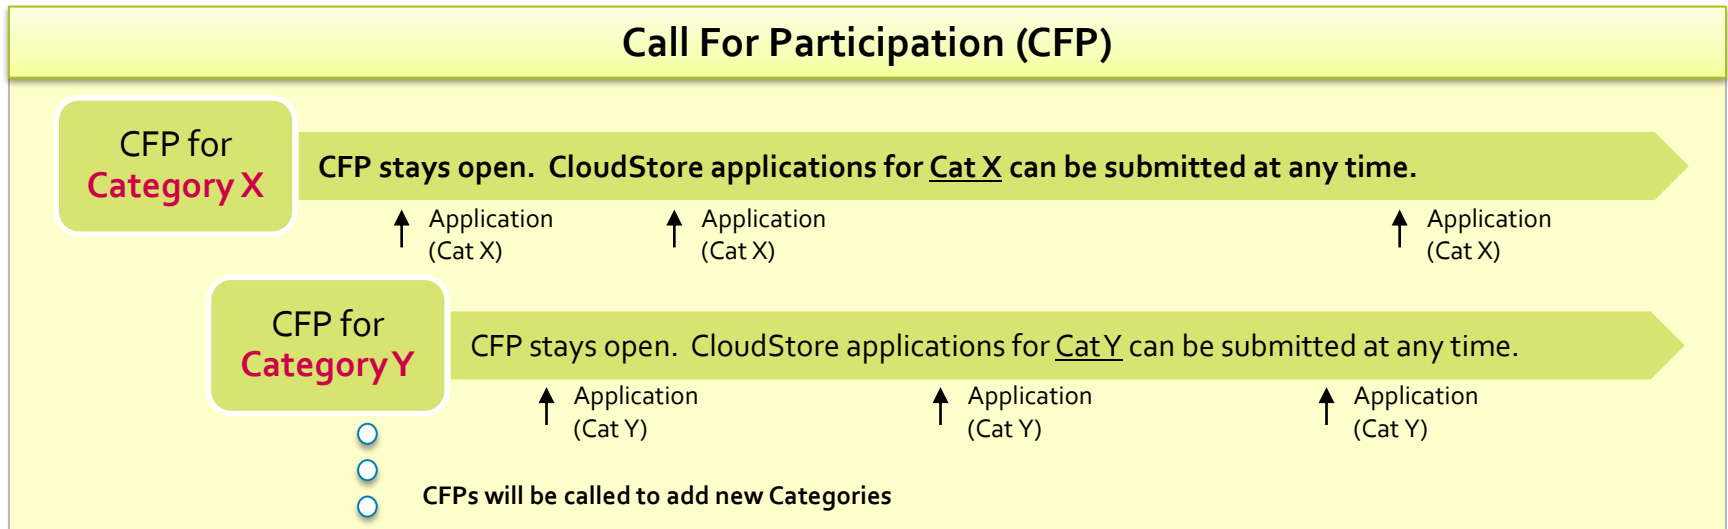 Call For Participation (CFP)
CFP for
Category X
CFP stays open.  CloudStore applications for Cat X can be submitted at any time.
Application
(Cat X)
Application
(Cat X)
Application
(Cat X)
CFP for
Category Y
CFP stays open.  CloudStore applications for Cat Y can be submitted at any time.
Application
(Cat Y)
Application
(Cat Y)
Application
(Cat Y)
CFPs will be called to add new Categories